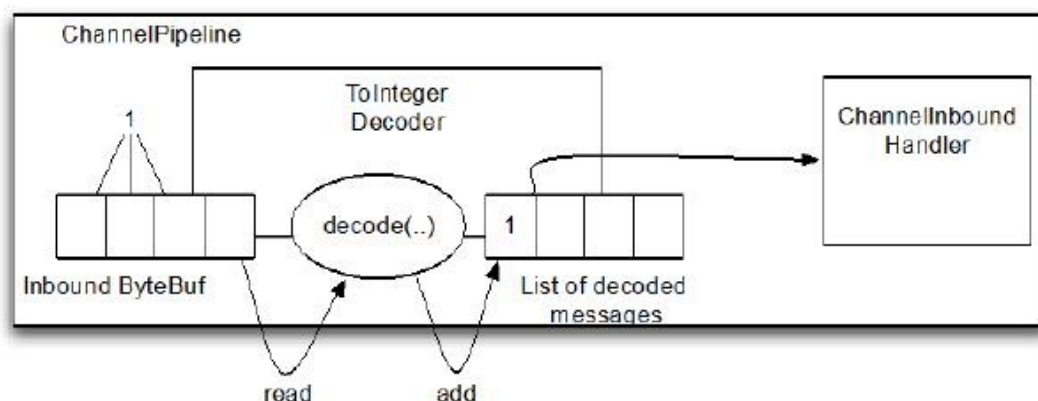 ChannelPipeline
ToInteger
Decoder
1
ChannelInbound
Handler
decode(..)
1
Inbound ByteBuf
List of decoded
messages
read
add